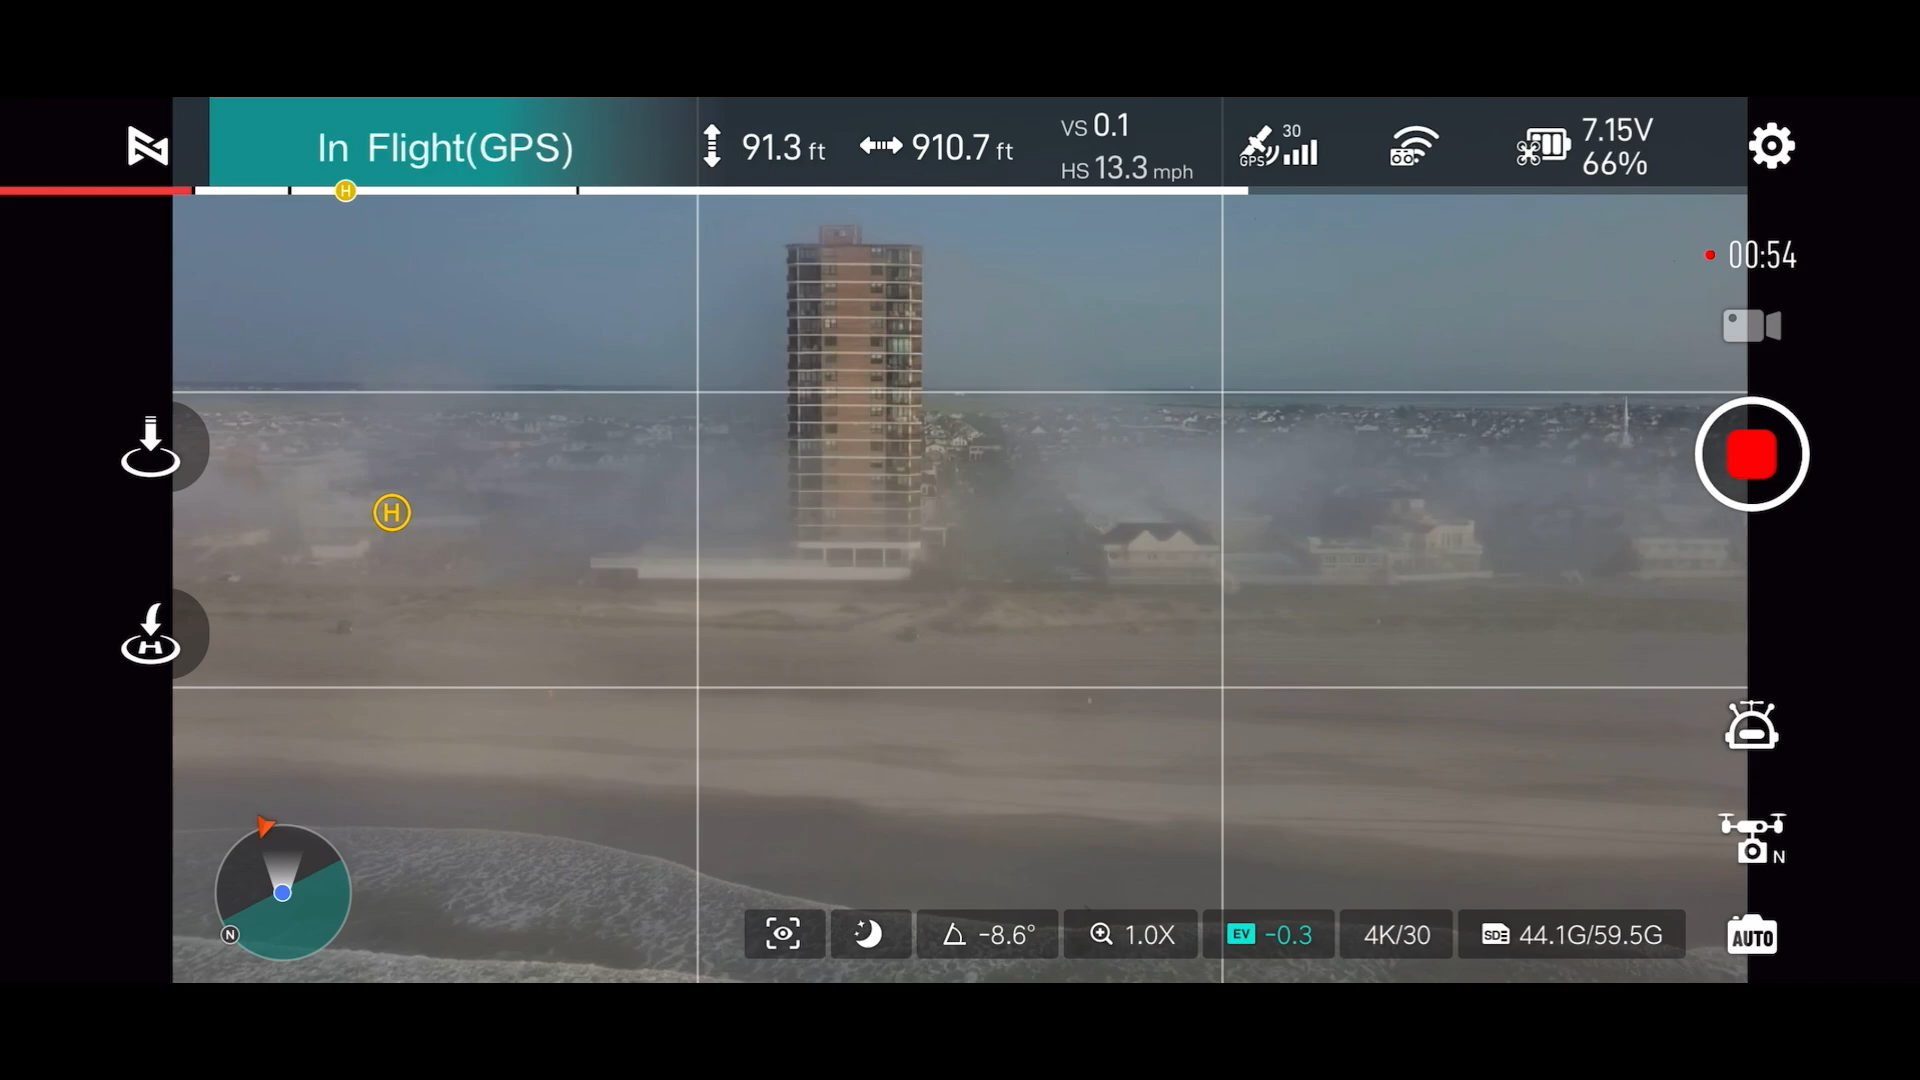 In Flight(GPS)
91.3 ft
910.7 ft
VS 0.1
HS 13.3 mph
GPS
30
7.15V
66%
H
00:54
H
H
N
N
-8.6°
1.0X
EV -0.3
4K/30
SD 44.1G/59.5G
AUTO